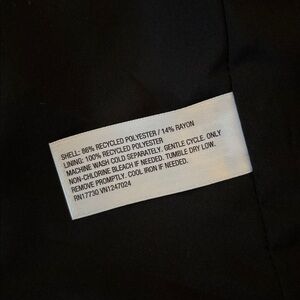 SHELL: 86% RECYCLED POLYESTER / 14% RAYON
LINING: 100% RECYCLED POLYESTER
MACHINE WASH COLD SEPARATELY. GENTLE CYCLE. ONLY
NON-CHLORINE BLEACH IF NEEDED. TUMBLE DRY LOW.
REMOVE PROMPTLY. COOL IRON IF NEEDED.
RN17730 VN1247024